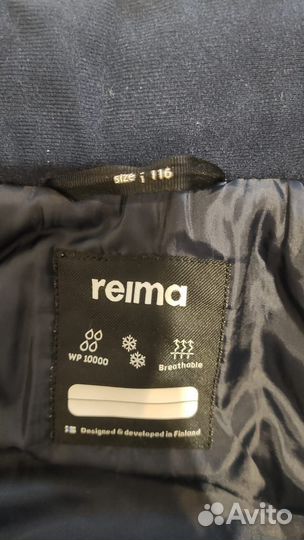 size i 116
reima
WP 10000
Breathable
Designed & developed in Finland
Avito